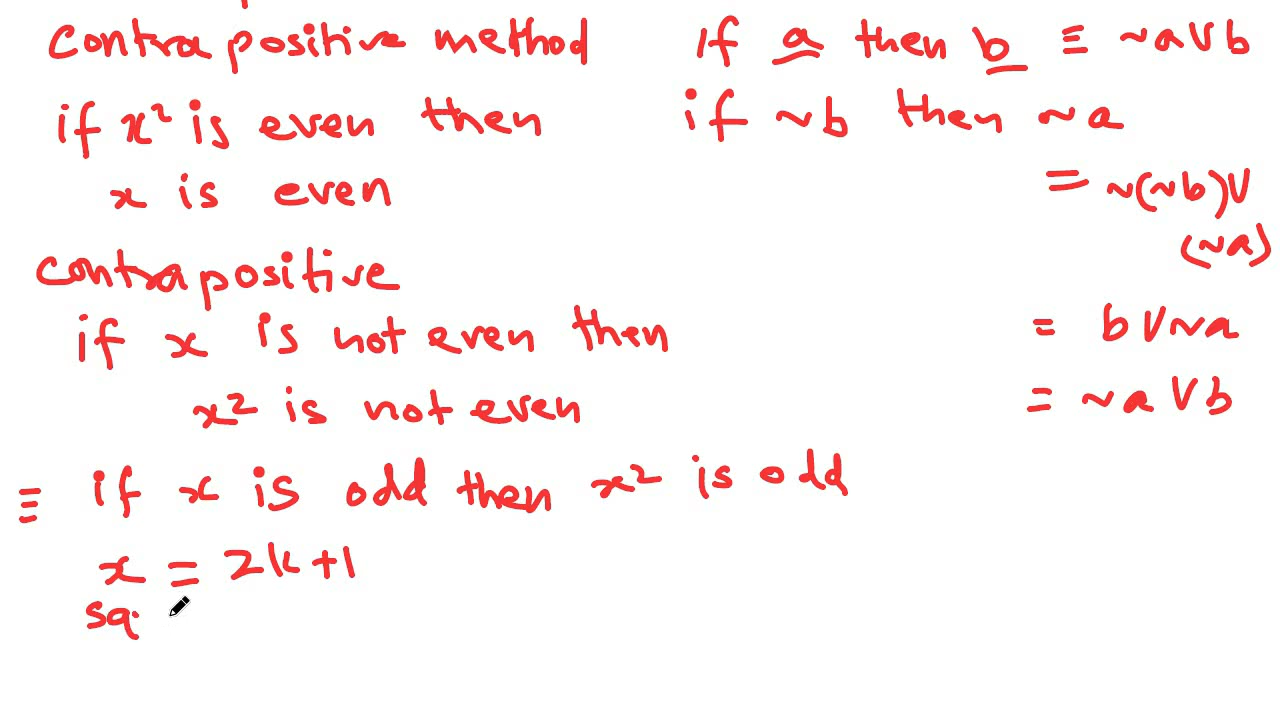 contrapositive method
if x² is even then
x is even
contrapositive
if x is not even then
x² is not even
≡ if x is odd then x² is odd
x = 2k+1
sq.
if a then b ≡ ~a∨b
if ~b then ~a
= ~(~b)∨
(~a)
= b∨~a
= ~a∨b